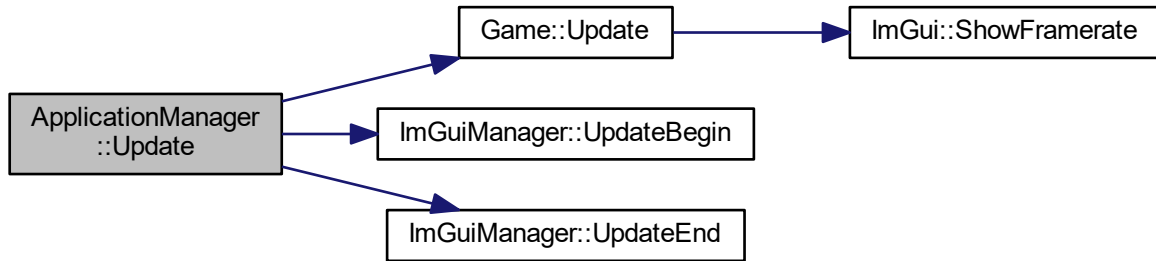 Game::Update
ImGui::ShowFramerate
ApplicationManager
::Update
ImGuiManager::UpdateBegin
ImGuiManager::UpdateEnd